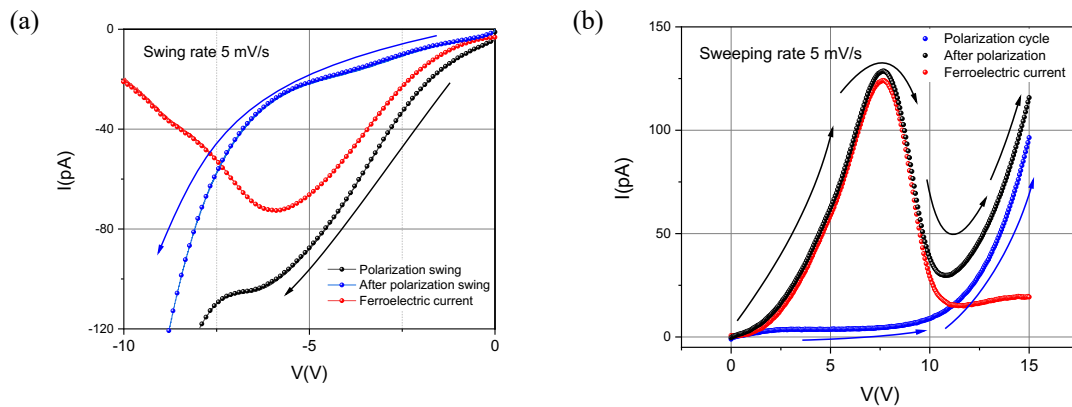 (a)
Swing rate 5 mV/s
I(pA)
0
-40
-80
-120
Polarization swing
After polarization swing
Ferroelectric current
-10
-5
0
V(V)
(b)
Sweeping rate 5 mV/s
Polarization cycle
After polarization
Ferroelectric current
I(pA)
150
100
50
0
0
5
10
15
V(V)